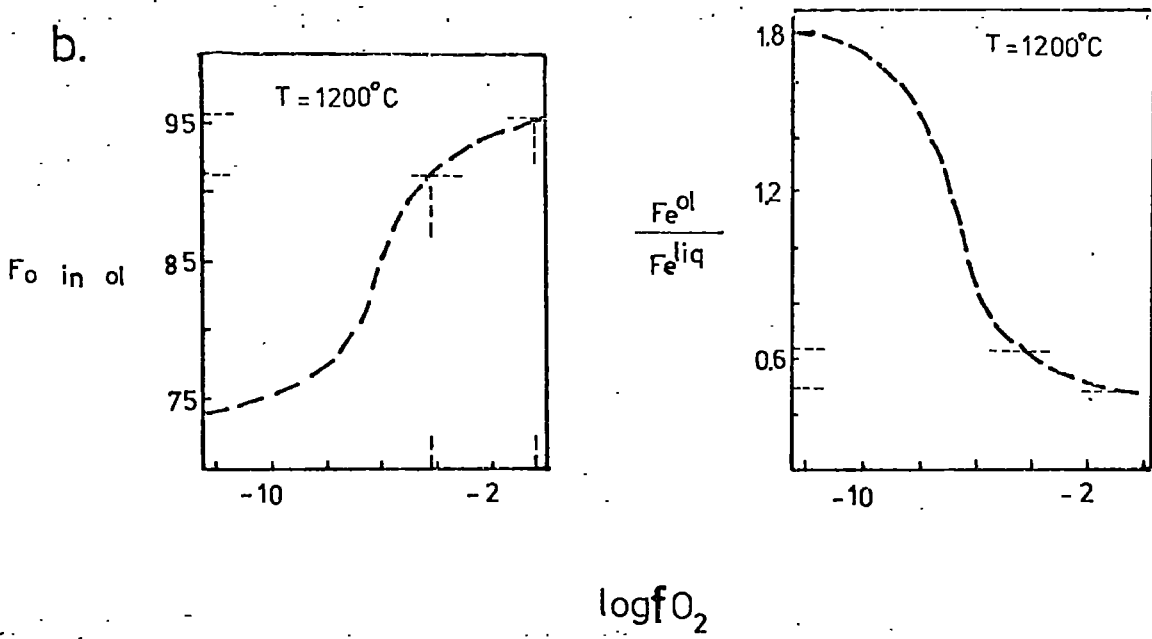 b.
T = 1200°C
95
85
75
Fo in ol
-10
-2
T = 1200°C
1.8
1.2
0.6
Fe^ol
Fe^liq
-10
-2
logfO₂